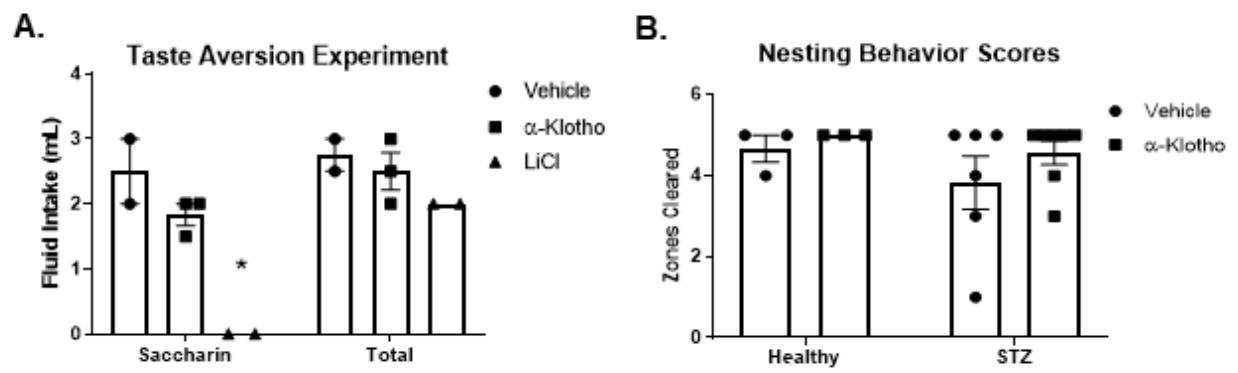 A.
Taste Aversion Experiment
Fluid Intake (mL)
4
3
2
1
0
*
Saccharin
Total
Vehicle
α-Klotho
LiCl
B.
Nesting Behavior Scores
Zones Cleared
6
4
2
0
Healthy
STZ
Vehicle
α-Klotho